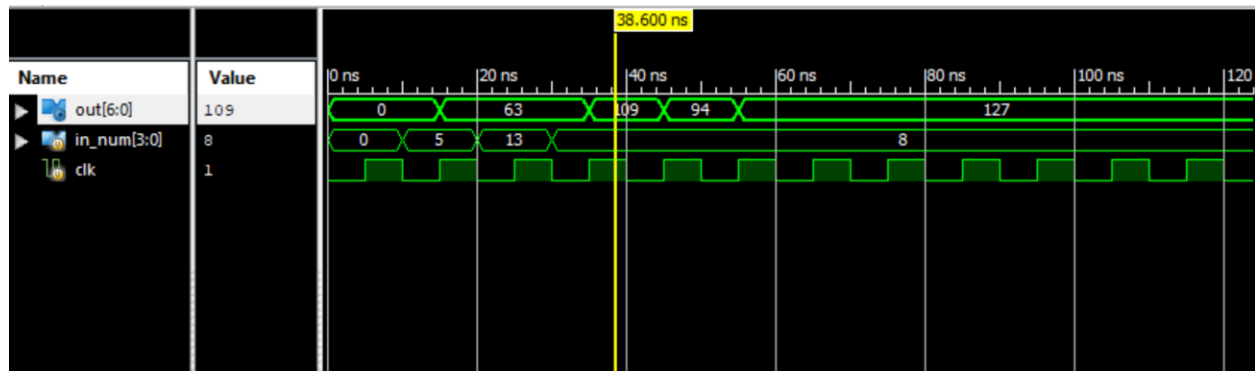 38.600 ns
Name Value 0 ns 20 ns 40 ns 60 ns 80 ns 100 ns 120
out[6:0] 109 0 63 109 94 127
in_num[3:0] 8 0 5 13 8
clk 1